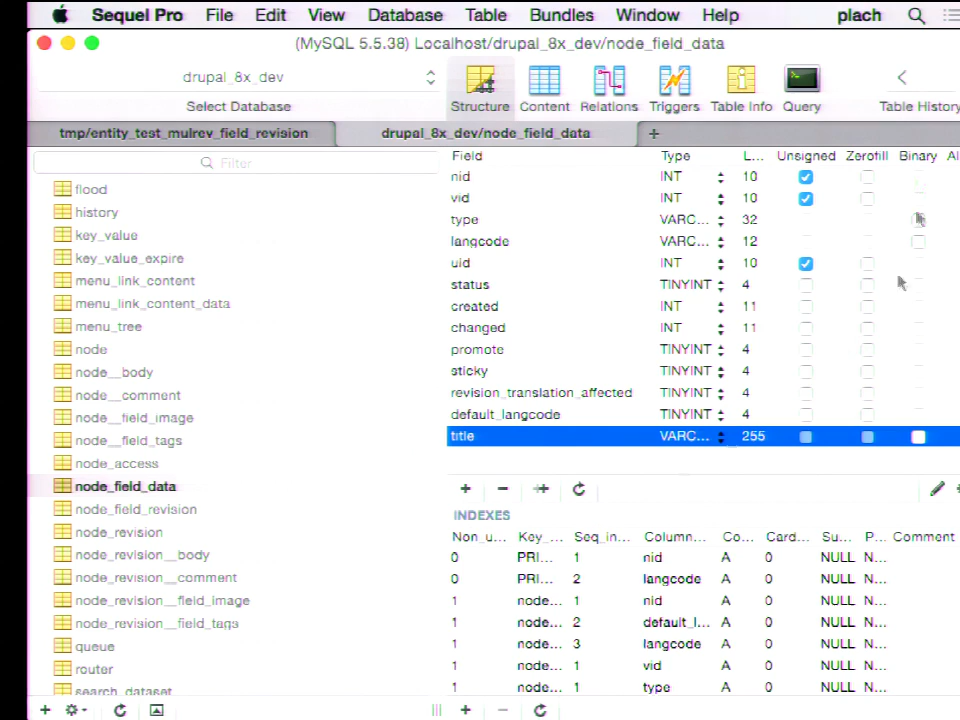 Sequel Pro File Edit View Database Table Bundles Window Help plach
(MySQL 5.5.38) Localhost/drupal_8x_dev/node_field_data
drupal_8x_dev
Select Database Structure Content Relations Triggers Table Info Query Table History
tmp/entity_test_mulrev_field_revision drupal_8x_dev/node_field_data +
Filter
flood
history
key_value
key_value_expire
menu_link_content
menu_link_content_data
menu_tree
node
node__body
node__comment
node__field_image
node__field_tags
node_access
node_field_data
node_field_revision
node_revision
node_revision__body
node_revision__comment
node_revision__field_image
node_revision__field_tags
queue
router
search_dataset
Field Type L... Unsigned Zerofill Binary Al
nid INT 10
vid INT 10
type VARC... 32
langcode VARC... 12
uid INT 10
status TINYINT 4
created INT 11
changed INT 11
promote TINYINT 4
sticky TINYINT 4
revision_translation_affected TINYINT 4
default_langcode TINYINT 4
title VARC... 255
INDEXES
Non_u... Key_... Seq_in... Column... Co... Card... Su... P... Comment
0 PRI... 1 nid A 0 NULL N...
0 PRI... 2 langcode A 0 NULL N...
1 node... 1 nid A 0 NULL N...
1 node... 2 default_l... A 0 NULL N...
1 node... 3 langcode A 0 NULL N...
1 node... 1 vid A 0 NULL N...
1 node... 1 type A 0 NULL N...